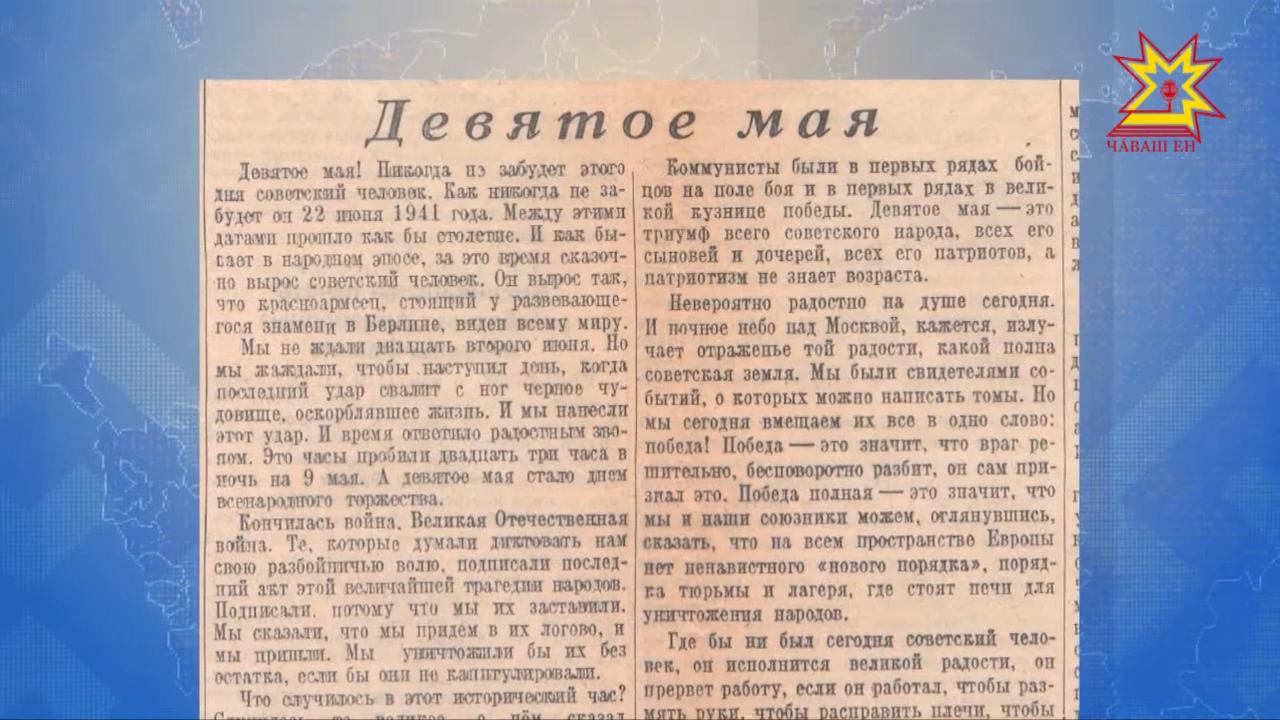 Девятое мая
Девятое мая! Никогда нэ забудет этого
дня советский человек. Как никогда не за-
будет он 22 июня 1941 года. Между этими
датами прошло как бы столетие. И как бы-
вает в народном эпосе, за это время сказоч-
но вырос советский человек. Он вырос так,
что красноармеец, стоящий у развевающе-
гося знамени в Берлине, виден всему миру.
Мы не ждали двадцать второго июня. Но
мы жаждали, чтобы наступил день, когда
последний удар свалит с ног черное чу-
довище, оскорблявшее жизнь. И мы нанесли
этот удар. И время ответило радостным зво-
ном. Это часы пробили двадцать три часа в
ночь на 9 мая. А девятое мая стало днем
всенародного торжества.
Кончилась война. Великая Отечественная
война. Те, которые думали диктовать нам
свою разбойничью волю, подписали послед-
ний акт этой величайшей трагедии народов.
Подписали, потому что мы их заставили.
Мы сказали, что мы придем в их логово, и
мы пришли. Мы уничтожили бы их без
остатка, если бы они не капитулировали.
Что случилось в этот исторический час?
Случилось то великое, о чём сказал
Коммунисты были в первых рядах бой-
цов на поле боя и в первых рядах в вели-
кой кузнице победы. Девятое мая — это
триумф всего советского народа, всех его
сыновей и дочерей, всех его патриотов, а
патриотизм не знает возраста.
Невероятно радостно на душе сегодня.
И ночное небо над Москвой, кажется, излу-
чает отраженье той радости, какой полна
советская земля. Мы были свидетелями со-
бытий, о которых можно написать томы. Но
мы сегодня вмещаем их все в одно слово:
победа! Победа — это значит, что враг ре-
шительно, бесповоротно разбит, он сам при-
знал это. Победа полная — это значит, что
мы и наши союзники можем, оглянувшись,
сказать, что на всем пространстве Европы
нет ненавистного «нового порядка», поряд-
ка тюрьмы и лагеря, где стоят печи для
уничтожения народов.
Где бы ни был сегодня советский чело-
век, он исполнится великой радости, он
прервет работу, если он работал, чтобы раз-
мять руки, чтобы расправить плечи, чтобы
ЧӐВАШ ЕН